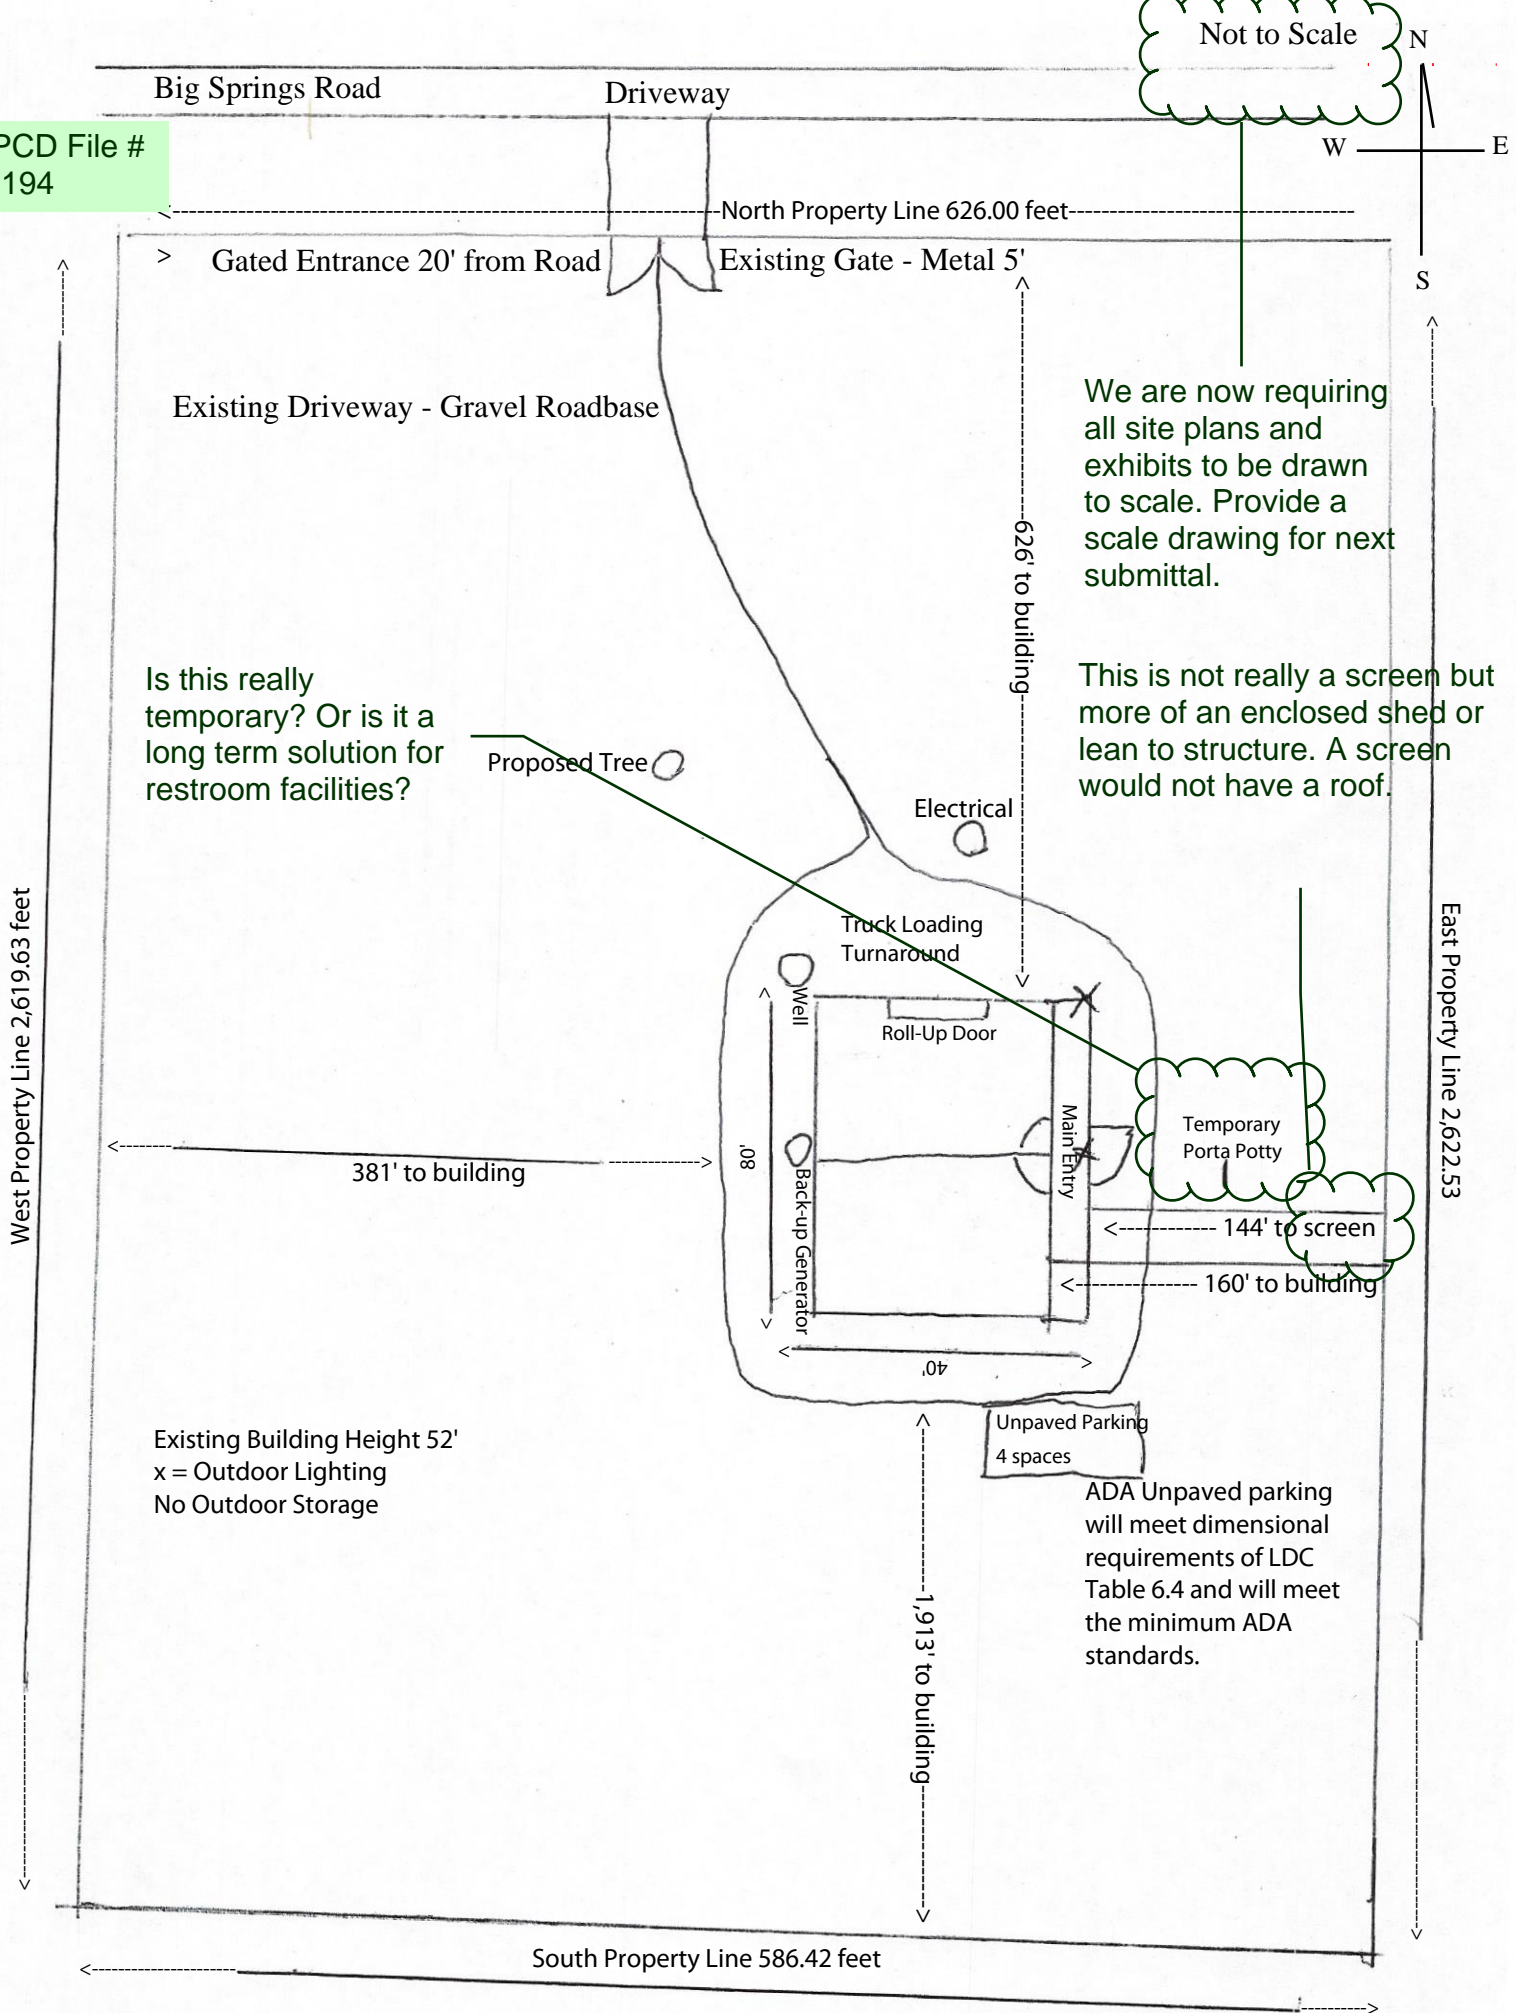 Not to Scale
N
Big Springs Road
Driveway
W
E
PCD File #
194
North Property Line 626.00 feet
Gated Entrance 20' from Road
Existing Gate - Metal 5'
S
Existing Driveway - Gravel Roadbase
We are now requiring
all site plans and
exhibits to be drawn
to scale. Provide a
scale drawing for next
submittal.
626' to building
Is this really
temporary? Or is it a
long term solution for
restroom facilities?
This is not really a screen but
more of an enclosed shed or
lean to structure. A screen
would not have a roof.
Proposed Tree
Electrical
West Property Line 2,619.63 feet
East Property Line 2,622.53
Truck Loading
Turnaround
Well
Roll-Up Door
Main Entry
Temporary
Porta Potty
80'
381' to building
Back-up Generator
144' to screen
160' to building
40'
Unpaved Parking
4 spaces
Existing Building Height 52'
x = Outdoor Lighting
No Outdoor Storage
ADA Unpaved parking
will meet dimensional
requirements of LDC
Table 6.4 and will meet
the minimum ADA
standards.
1,913' to building
South Property Line 586.42 feet